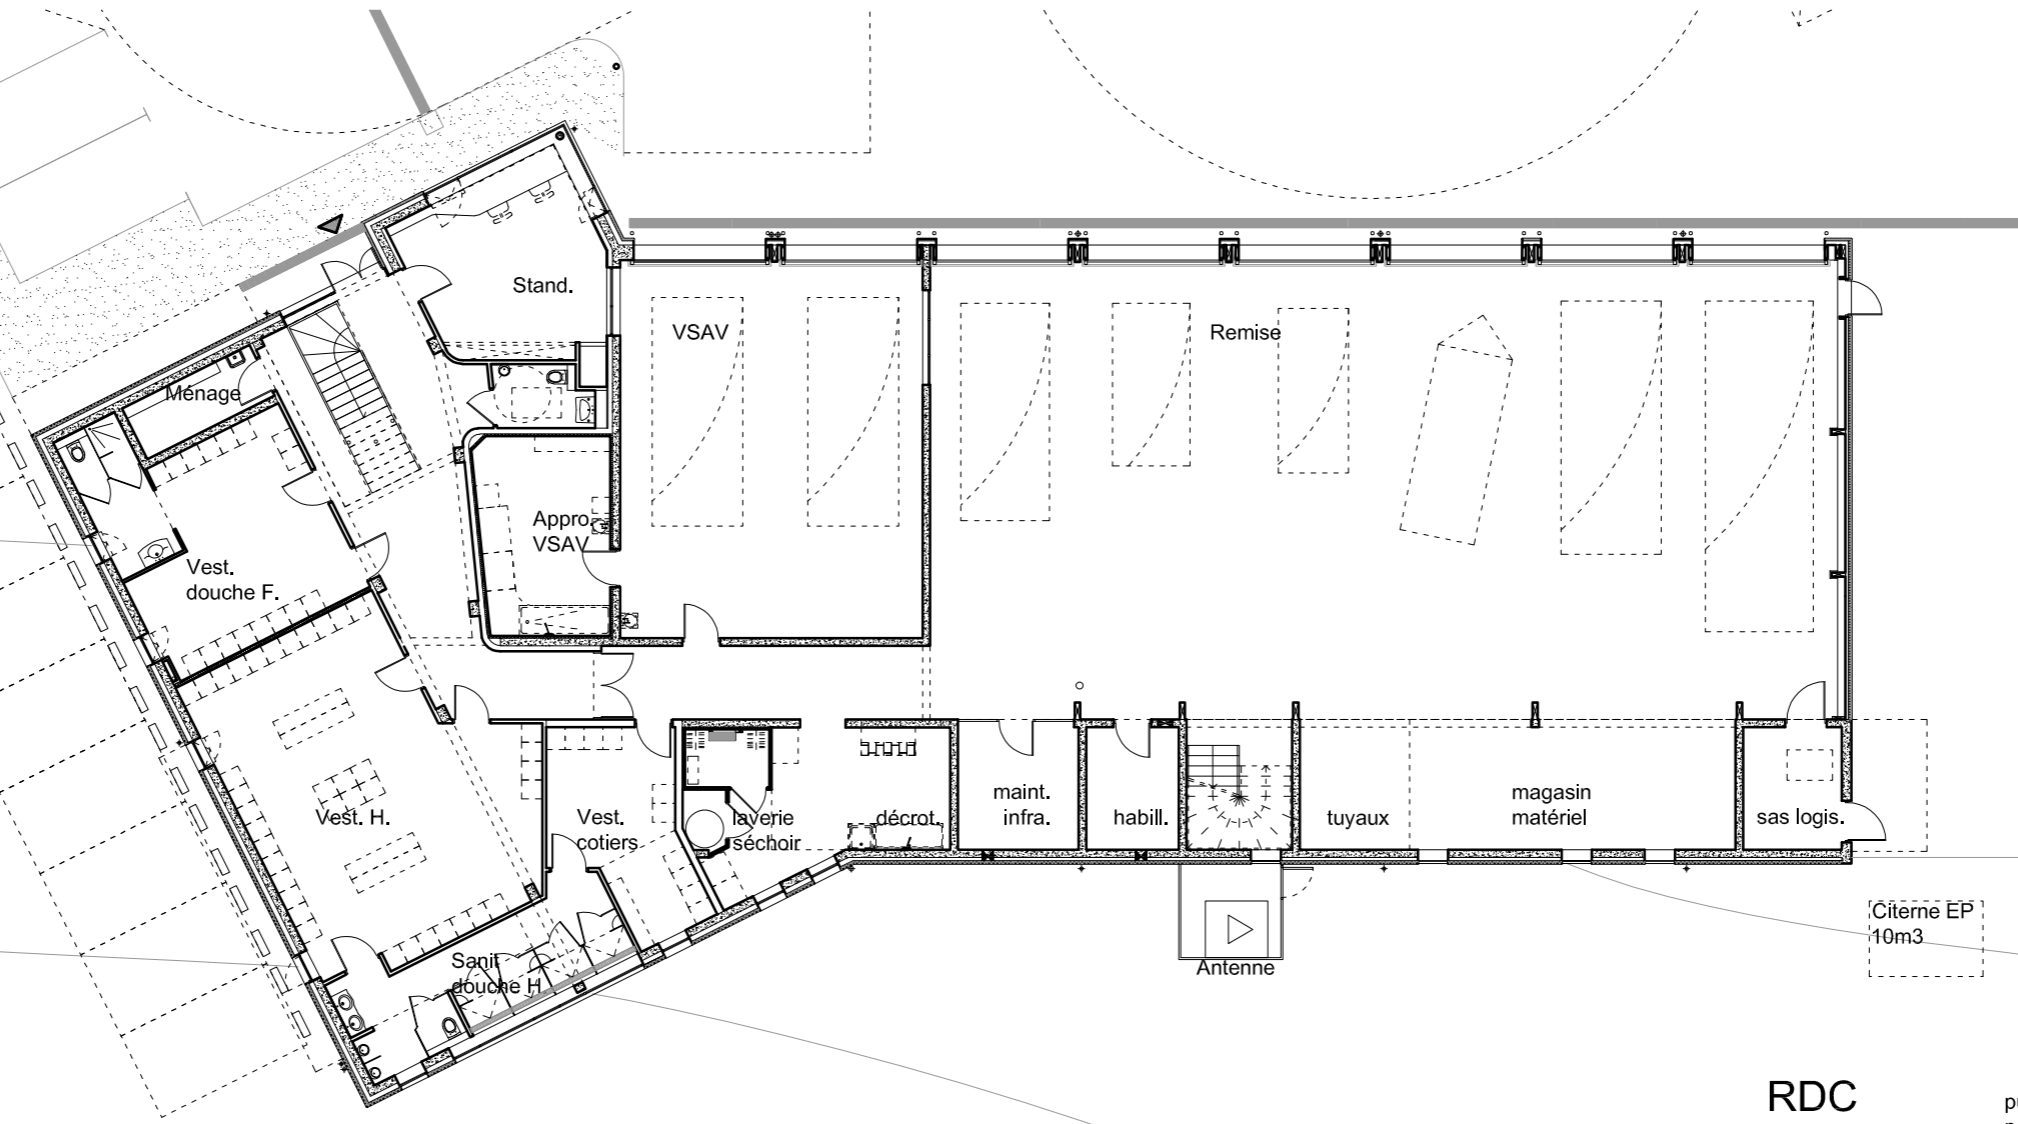 Stand.
VSAV
Remise
Ménage
Appro.
VSAV
Vest.
douche F.
Vest. H.
Vest.
cotiers
laverie
séchoir
décrot.
maint.
infra.
habill.
tuyaux
magasin
matériel
sas logis.
Sanit
douche H
Antenne
Citerne EP
10m3
RDC